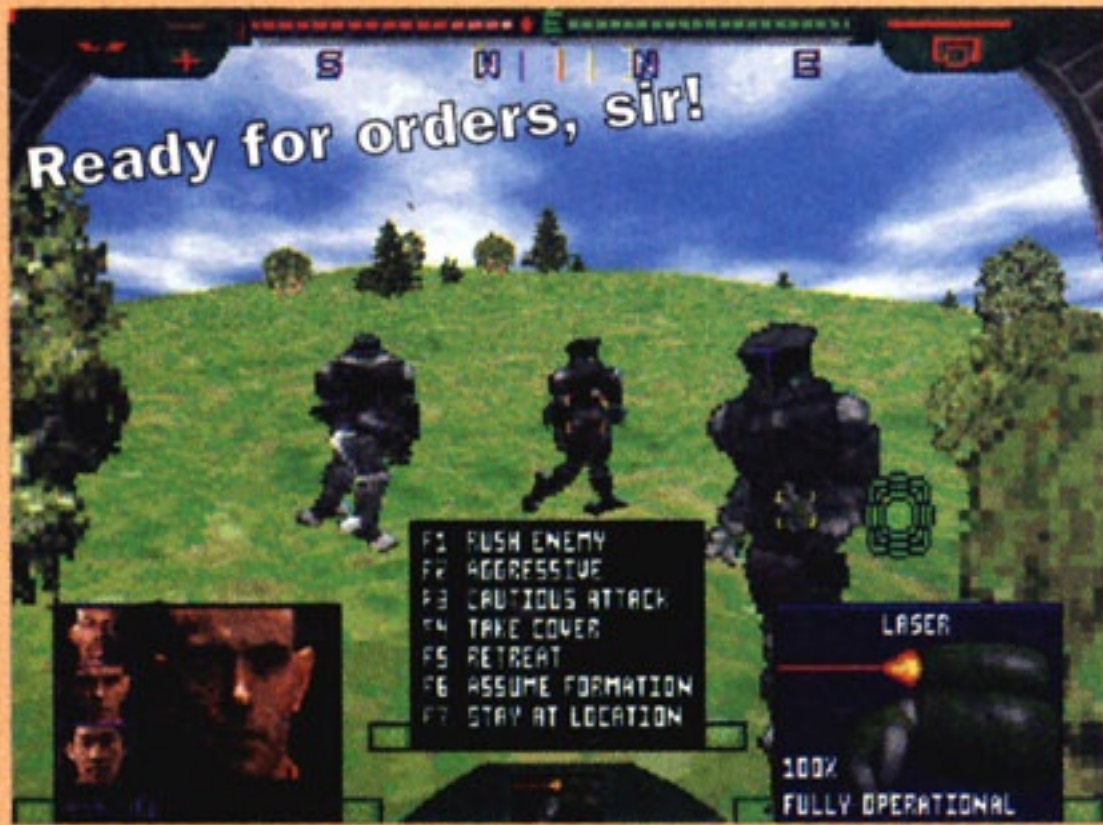 E
S W N E
Ready for orders, sir!
F1 RUSH ENEMY
F2 AGGRESSIVE
F3 CAUTIOUS ATTACK
F4 TAKE COVER
F5 RETREAT
F6 ASSUME FORMATION
F7 STAY AT LOCATION
LASER
100%
FULLY OPERATIONAL